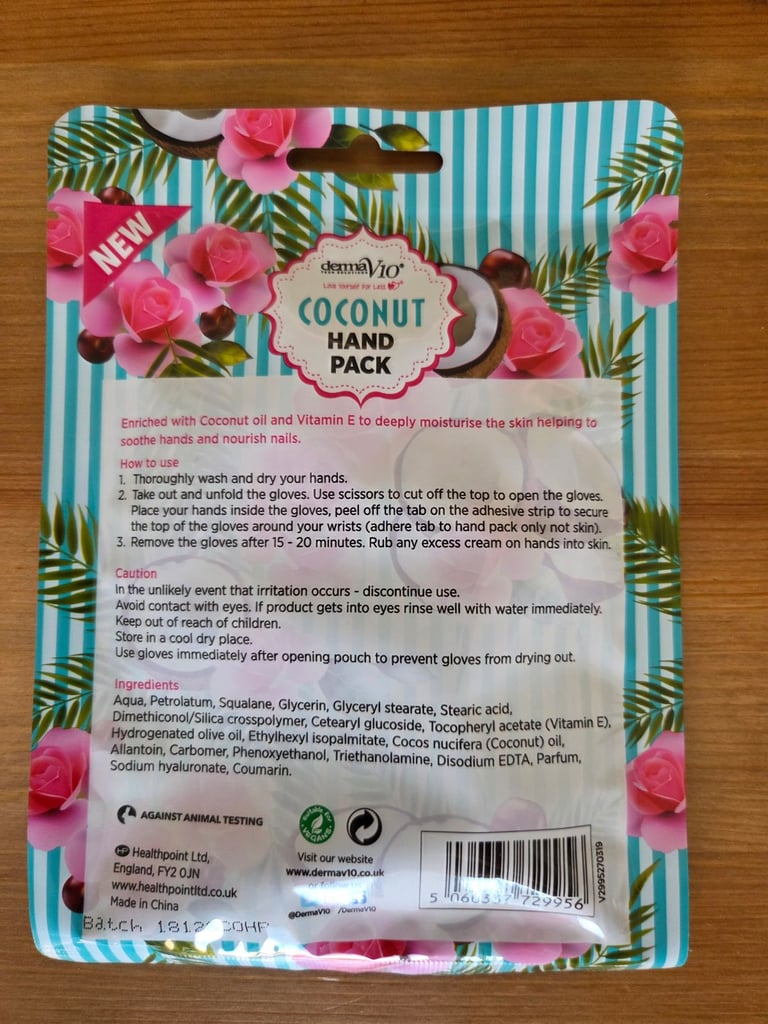 NEW
dermaV10®
Love Yourself For Less
COCONUT
HAND
PACK
Enriched with Coconut oil and Vitamin E to deeply moisturise the skin helping to
soothe hands and nourish nails.
How to use
1. Thoroughly wash and dry your hands.
2. Take out and unfold the gloves. Use scissors to cut off the top to open the gloves.
Place your hands inside the gloves, peel off the tab on the adhesive strip to secure
the top of the gloves around your wrists (adhere tab to hand pack only not skin).
3. Remove the gloves after 15 - 20 minutes. Rub any excess cream on hands into skin.
Caution
In the unlikely event that irritation occurs - discontinue use.
Avoid contact with eyes. If product gets into eyes rinse well with water immediately.
Keep out of reach of children.
Store in a cool dry place.
Use gloves immediately after opening pouch to prevent gloves from drying out.
Ingredients
Aqua, Petrolatum, Squalane, Glycerin, Glyceryl stearate, Stearic acid,
Dimethiconol/Silica crosspolymer, Cetearyl glucoside, Tocopheryl acetate (Vitamin E),
Hydrogenated olive oil, Ethylhexyl isopalmitate, Cocos nucifera (Coconut) oil,
Allantoin, Carbomer, Phenoxyethanol, Triethanolamine, Disodium EDTA, Parfum,
Sodium hyaluronate, Coumarin.
AGAINST ANIMAL TESTING
Suitable For
VEGANS
HP Healthpoint Ltd,
England, FY2 OJN
www.healthpointltd.co.uk
Made in China
Batch
Visit our website
www.dermav10.co.uk
or follow us
@DermaV10 /DermaV10
5 060337 729956
V2995270319